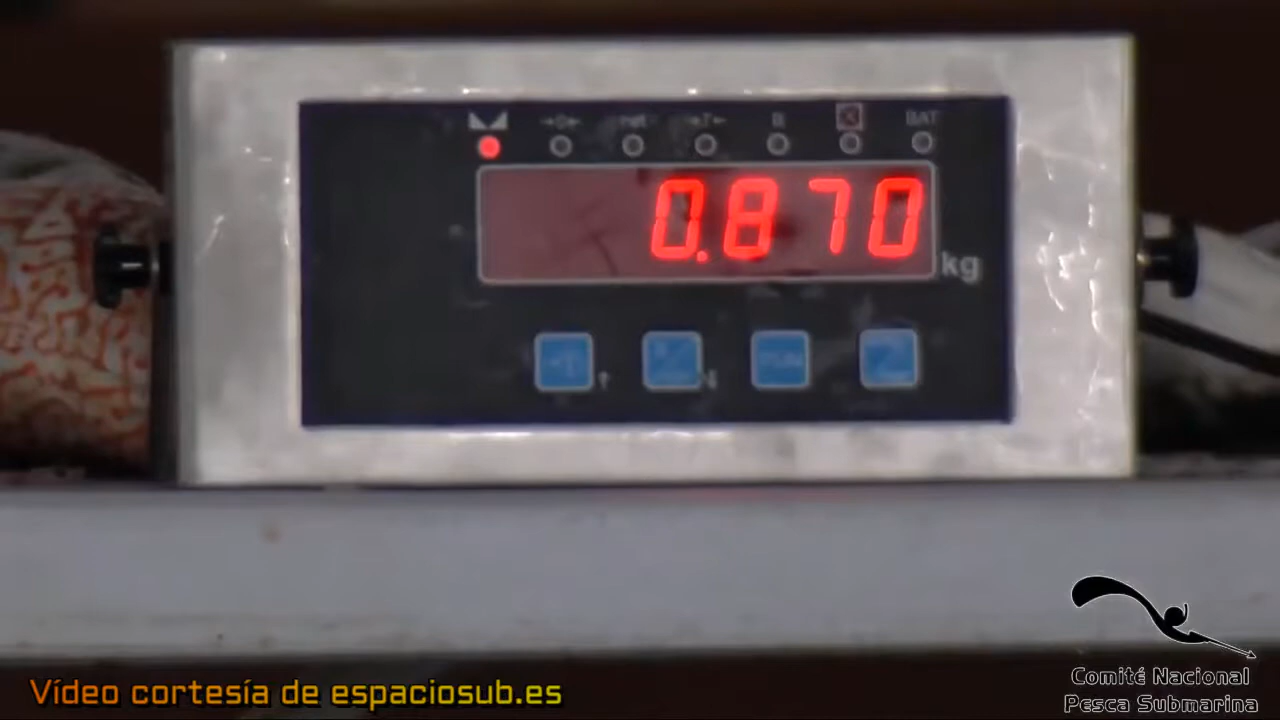 B
BAT
0.870
kg
Vídeo cortesía de espaciosub.es
Comité Nacional
Pesca Submarina